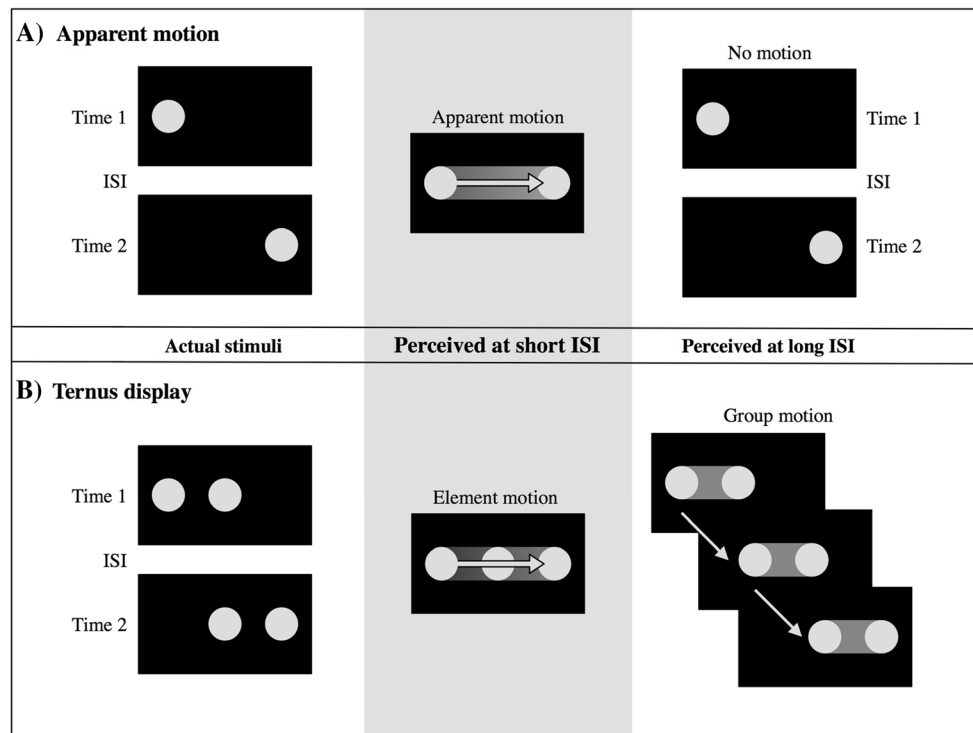 A) Apparent motion
Time 1
ISI
Time 2
Apparent motion
No motion
Time 1
ISI
Time 2
Actual stimuli
Perceived at short ISI
Perceived at long ISI
B) Ternus display
Time 1
ISI
Time 2
Element motion
Group motion